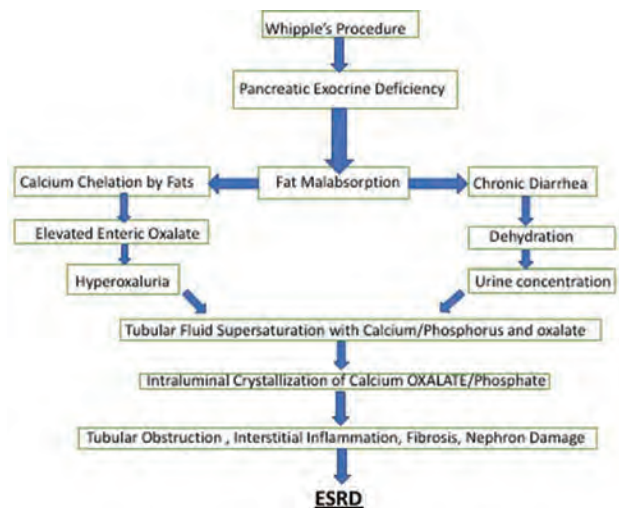 Whipple's Procedure
Pancreatic Exocrine Deficiency
Calcium Chelation by Fats
Fat Malabsorption
Chronic Diarrhea
Elevated Enteric Oxalate
Dehydration
Hyperoxaluria
Urine concentration
Tubular Fluid Supersaturation with Calcium/Phosphorus and oxalate
Intraluminal Crystallization of Calcium OXALATE/Phosphate
Tubular Obstruction , Interstitial Inflammation, Fibrosis, Nephron Damage
ESRD